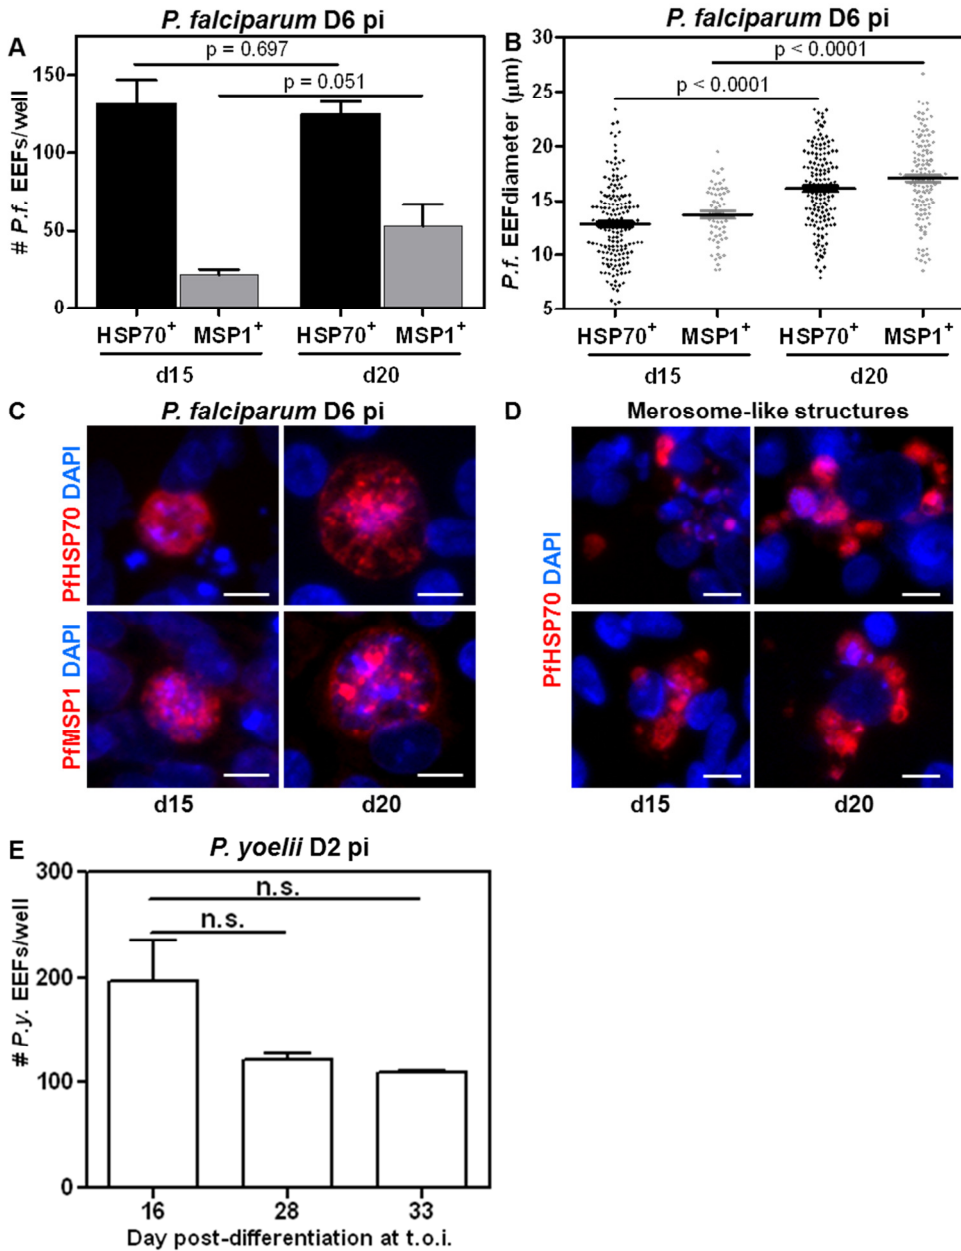 A
P. falciparum D6 pi
p = 0.697
p = 0.051
# P.f. EEFs/well
150
100
50
0
HSP70+ MSP1+ HSP70+ MSP1+
d15 d20
B
P. falciparum D6 pi
p < 0.0001
p < 0.0001
P.f. EEFdiameter (μm)
30
25
20
15
10
5
HSP70+ MSP1+ HSP70+ MSP1+
d15 d20
C
P. falciparum D6 pi
PfHSP70 DAPI
PfMSP1 DAPI
d15 d20
D
Merosome-like structures
PfHSP70 DAPI
d15 d20
E
P. yoelii D2 pi
n.s.
n.s.
# P.y. EEFs/well
300
200
100
0
16 28 33
Day post-differentiation at t.o.i.